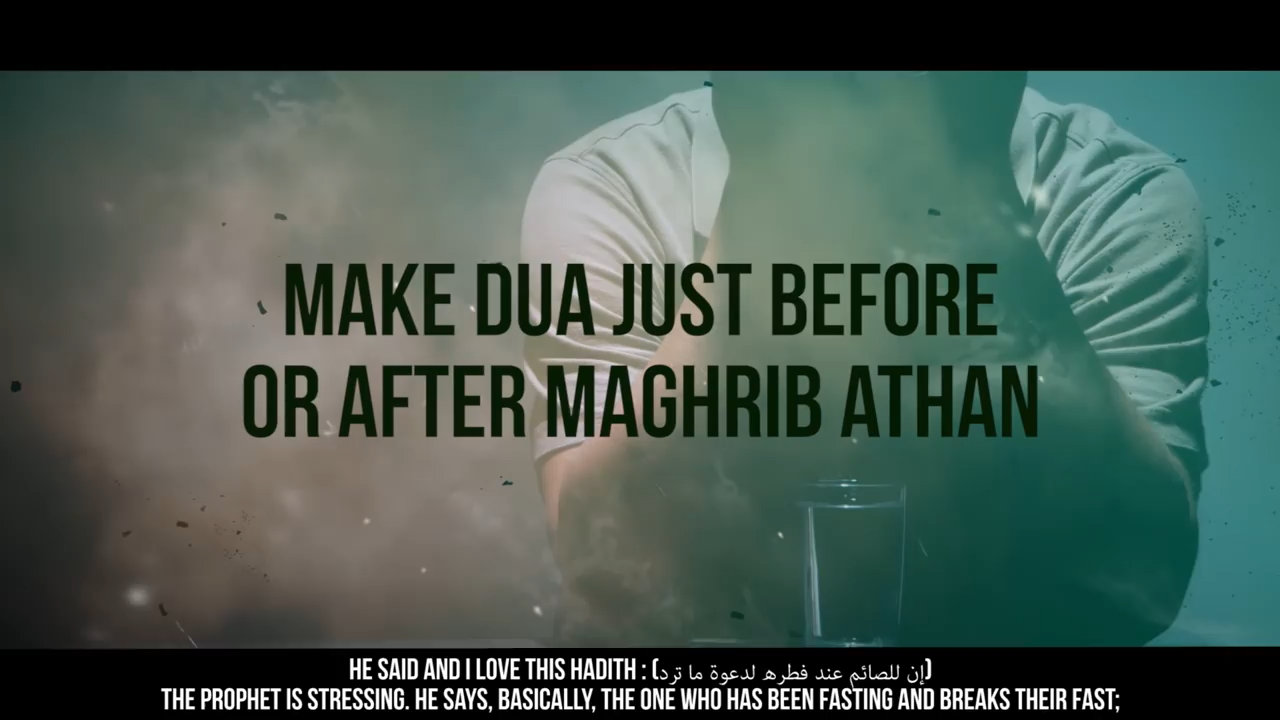 MAKE DUA JUST BEFORE
OR AFTER MAGHRIB ATHAN
HE SAID AND I LOVE THIS HADITH : (إن للصائم عند فطره لدعوة ما ترد)
THE PROPHET IS STRESSING. HE SAYS, BASICALLY, THE ONE WHO HAS BEEN FASTING AND BREAKS THEIR FAST;